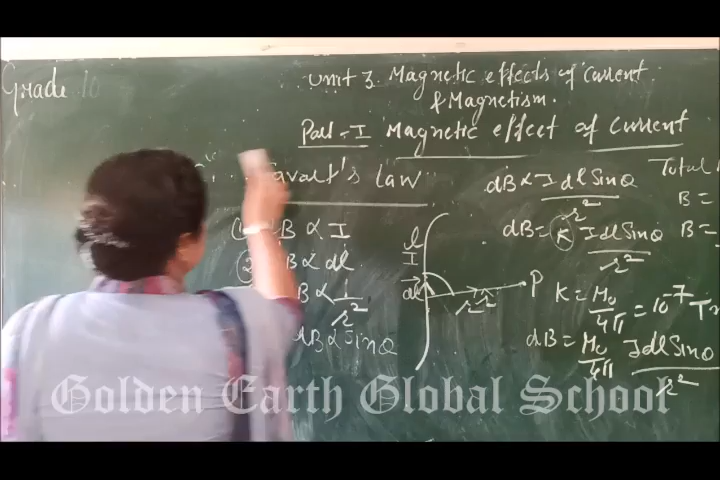 Grade 10
Unit 3. Magnetic effects of Current
& Magnetism.
Part - I Magnetic effect of Current
Savalt's Law
B ∝ I
② B ∝ dl
B ∝ 1/r²
dB ∝ Sinθ
l
I
dl
r
P
dB ∝ I dl Sinθ / r²
dB = K I dl Sinθ / r²
K = μ₀/4π = 10⁻⁷ T
dB = μ₀/4π I dl Sinθ / r²
Total
B =
B =
Golden Earth Global School